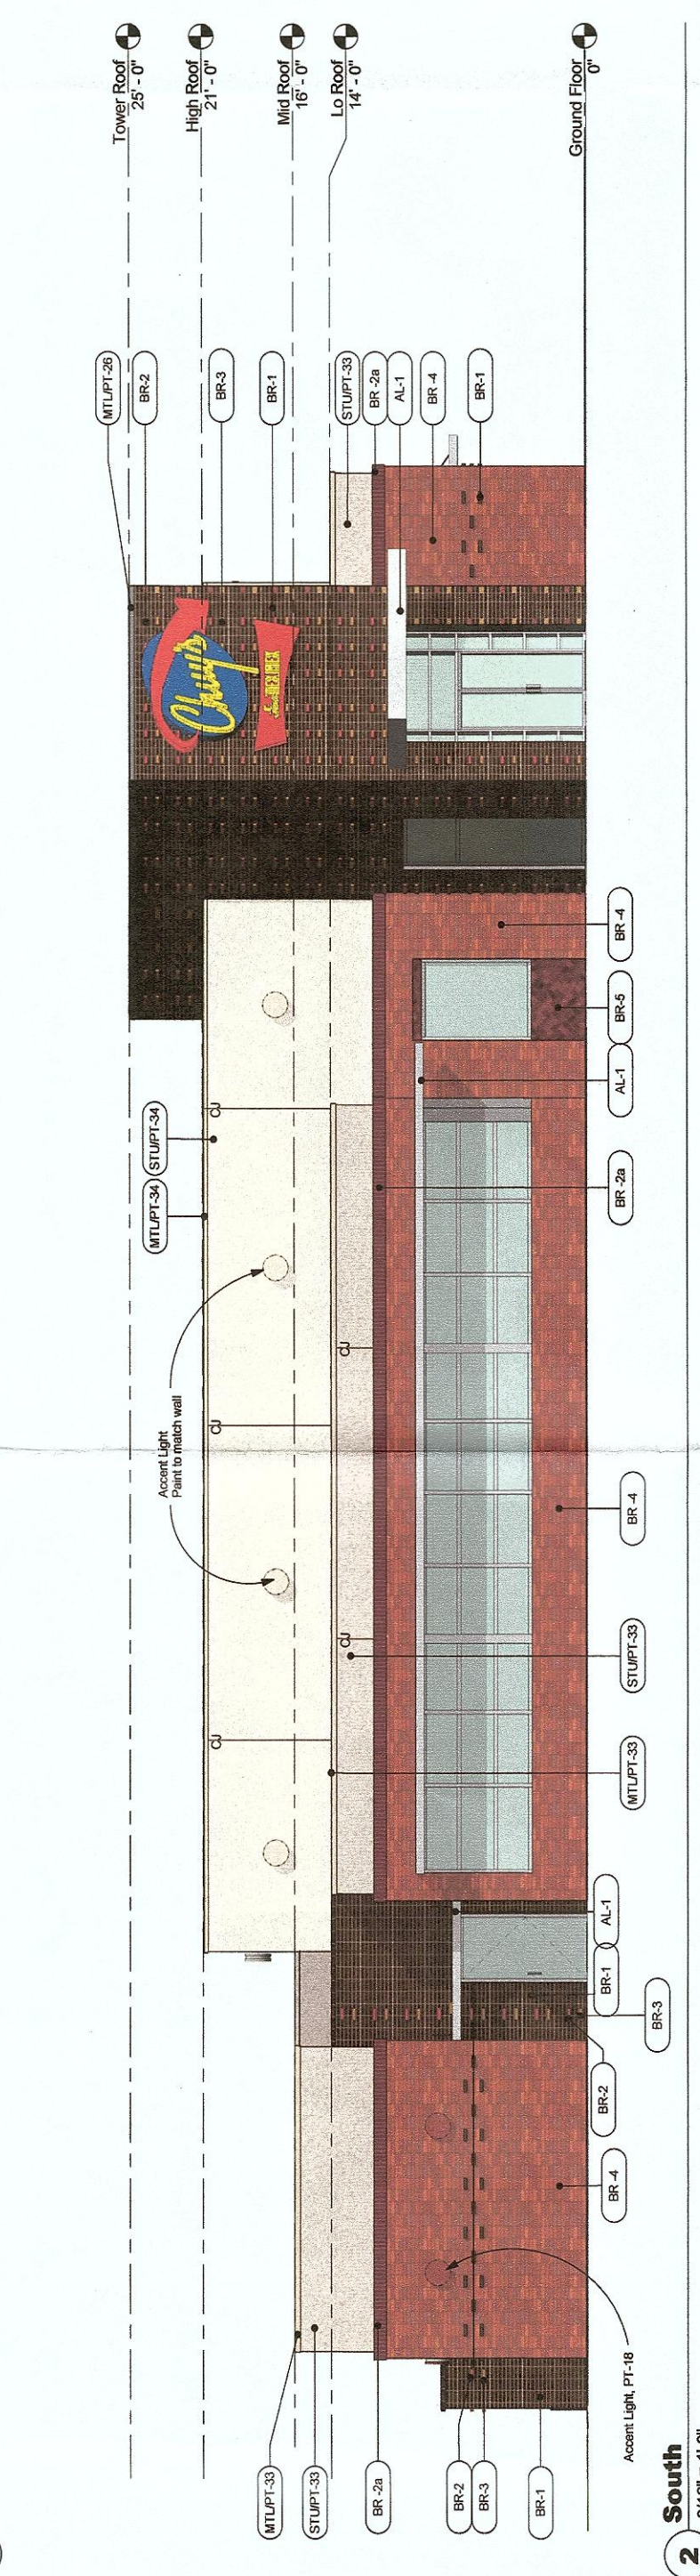 Tower Roof
25' - 0"
High Roof
21' - 0"
Mid Roof
16' - 0"
Lo Roof
14' - 0"
Ground Floor
0"
MTL/PT-26
BR-2
BR-3
BR-1
STU/PT-33
BR -2a
AL-1
BR -4
BR-1
Chuy's
TEX MEX
BR -4
BR-5
AL-1
BR -2a
STU/PT-34
MTL/PT-34
CJ
CJ
CJ
CJ
CJ
Accent Light
Paint to match wall
BR -4
STU/PT-33
MTL/PT-33
AL-1
BR-1
BR-3
BR-2
BR -4
Accent Light, PT-18
MTL/PT-33
STU/PT-33
BR -2a
BR-2
BR-3
BR-1
2
South